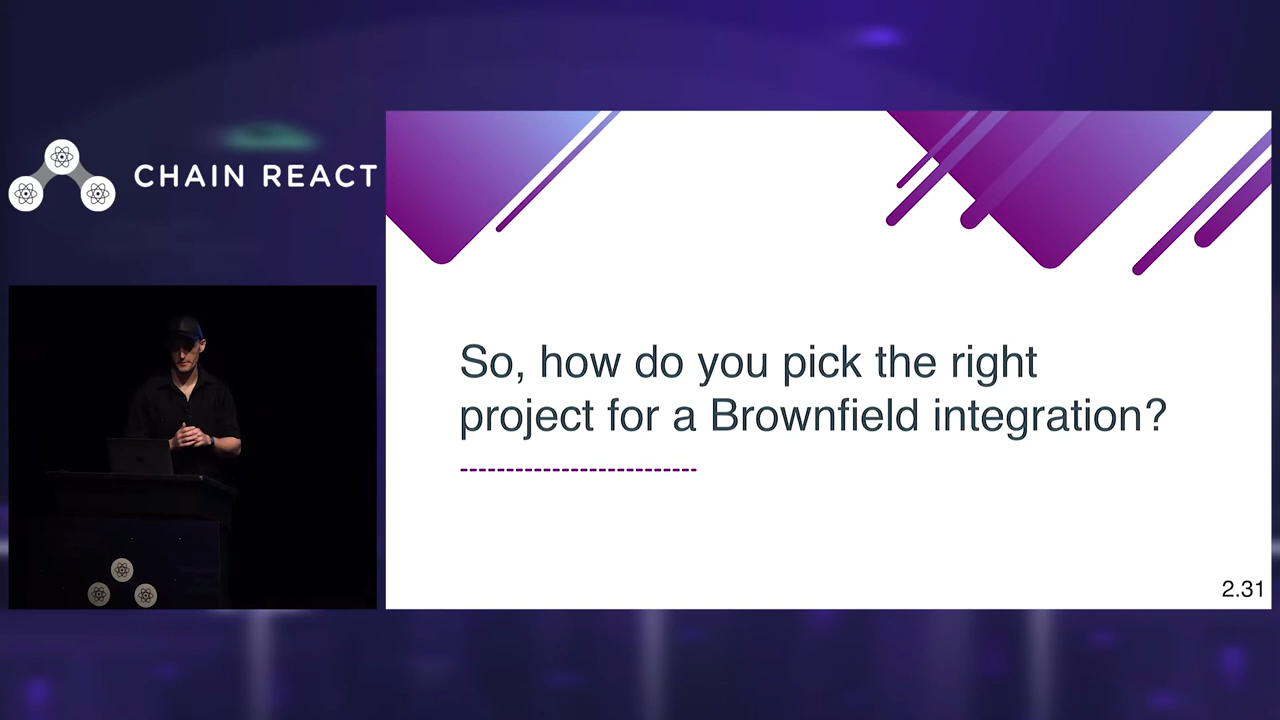 CHAIN REACT
So, how do you pick the right
project for a Brownfield integration?
2.31